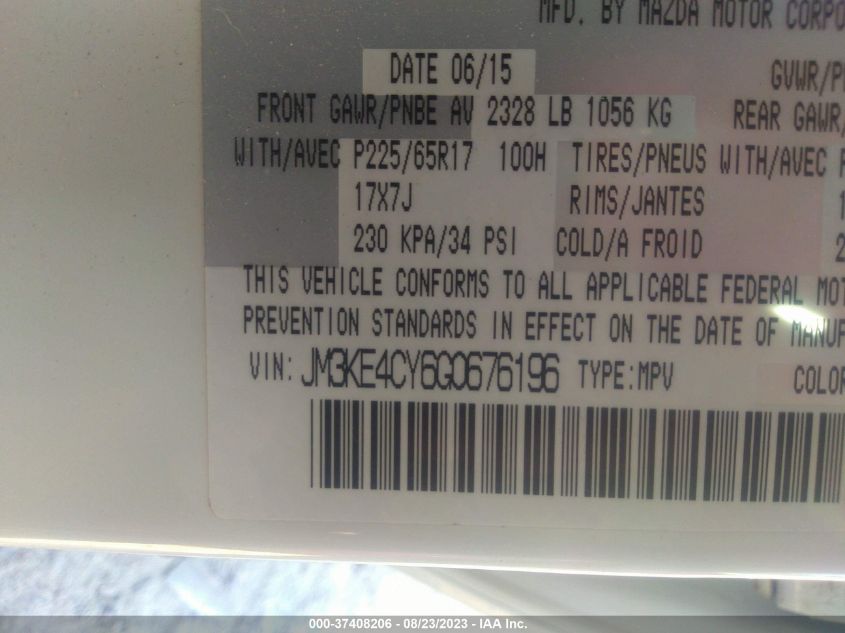 MFD. BY MAZDA MOTOR CORPO
DATE 06/15 GVWR/P
FRONT GAWR/PNBE AV 2328 LB 1056 KG REAR GAWR/
WITH/AVEC P225/65R17 100H TIRES/PNEUS WITH/AVEC
17X7J RIMS/JANTES 1
230 KPA/34 PSI COLD/A FROID 2
THIS VEHICLE CONFORMS TO ALL APPLICABLE FEDERAL MOT
PREVENTION STANDARDS IN EFFECT ON THE DATE OF MANUF
VIN: JM3KE4CY6G0676196 TYPE:MPV COLOR
000-37408206 - 08/23/2023 - IAA Inc.